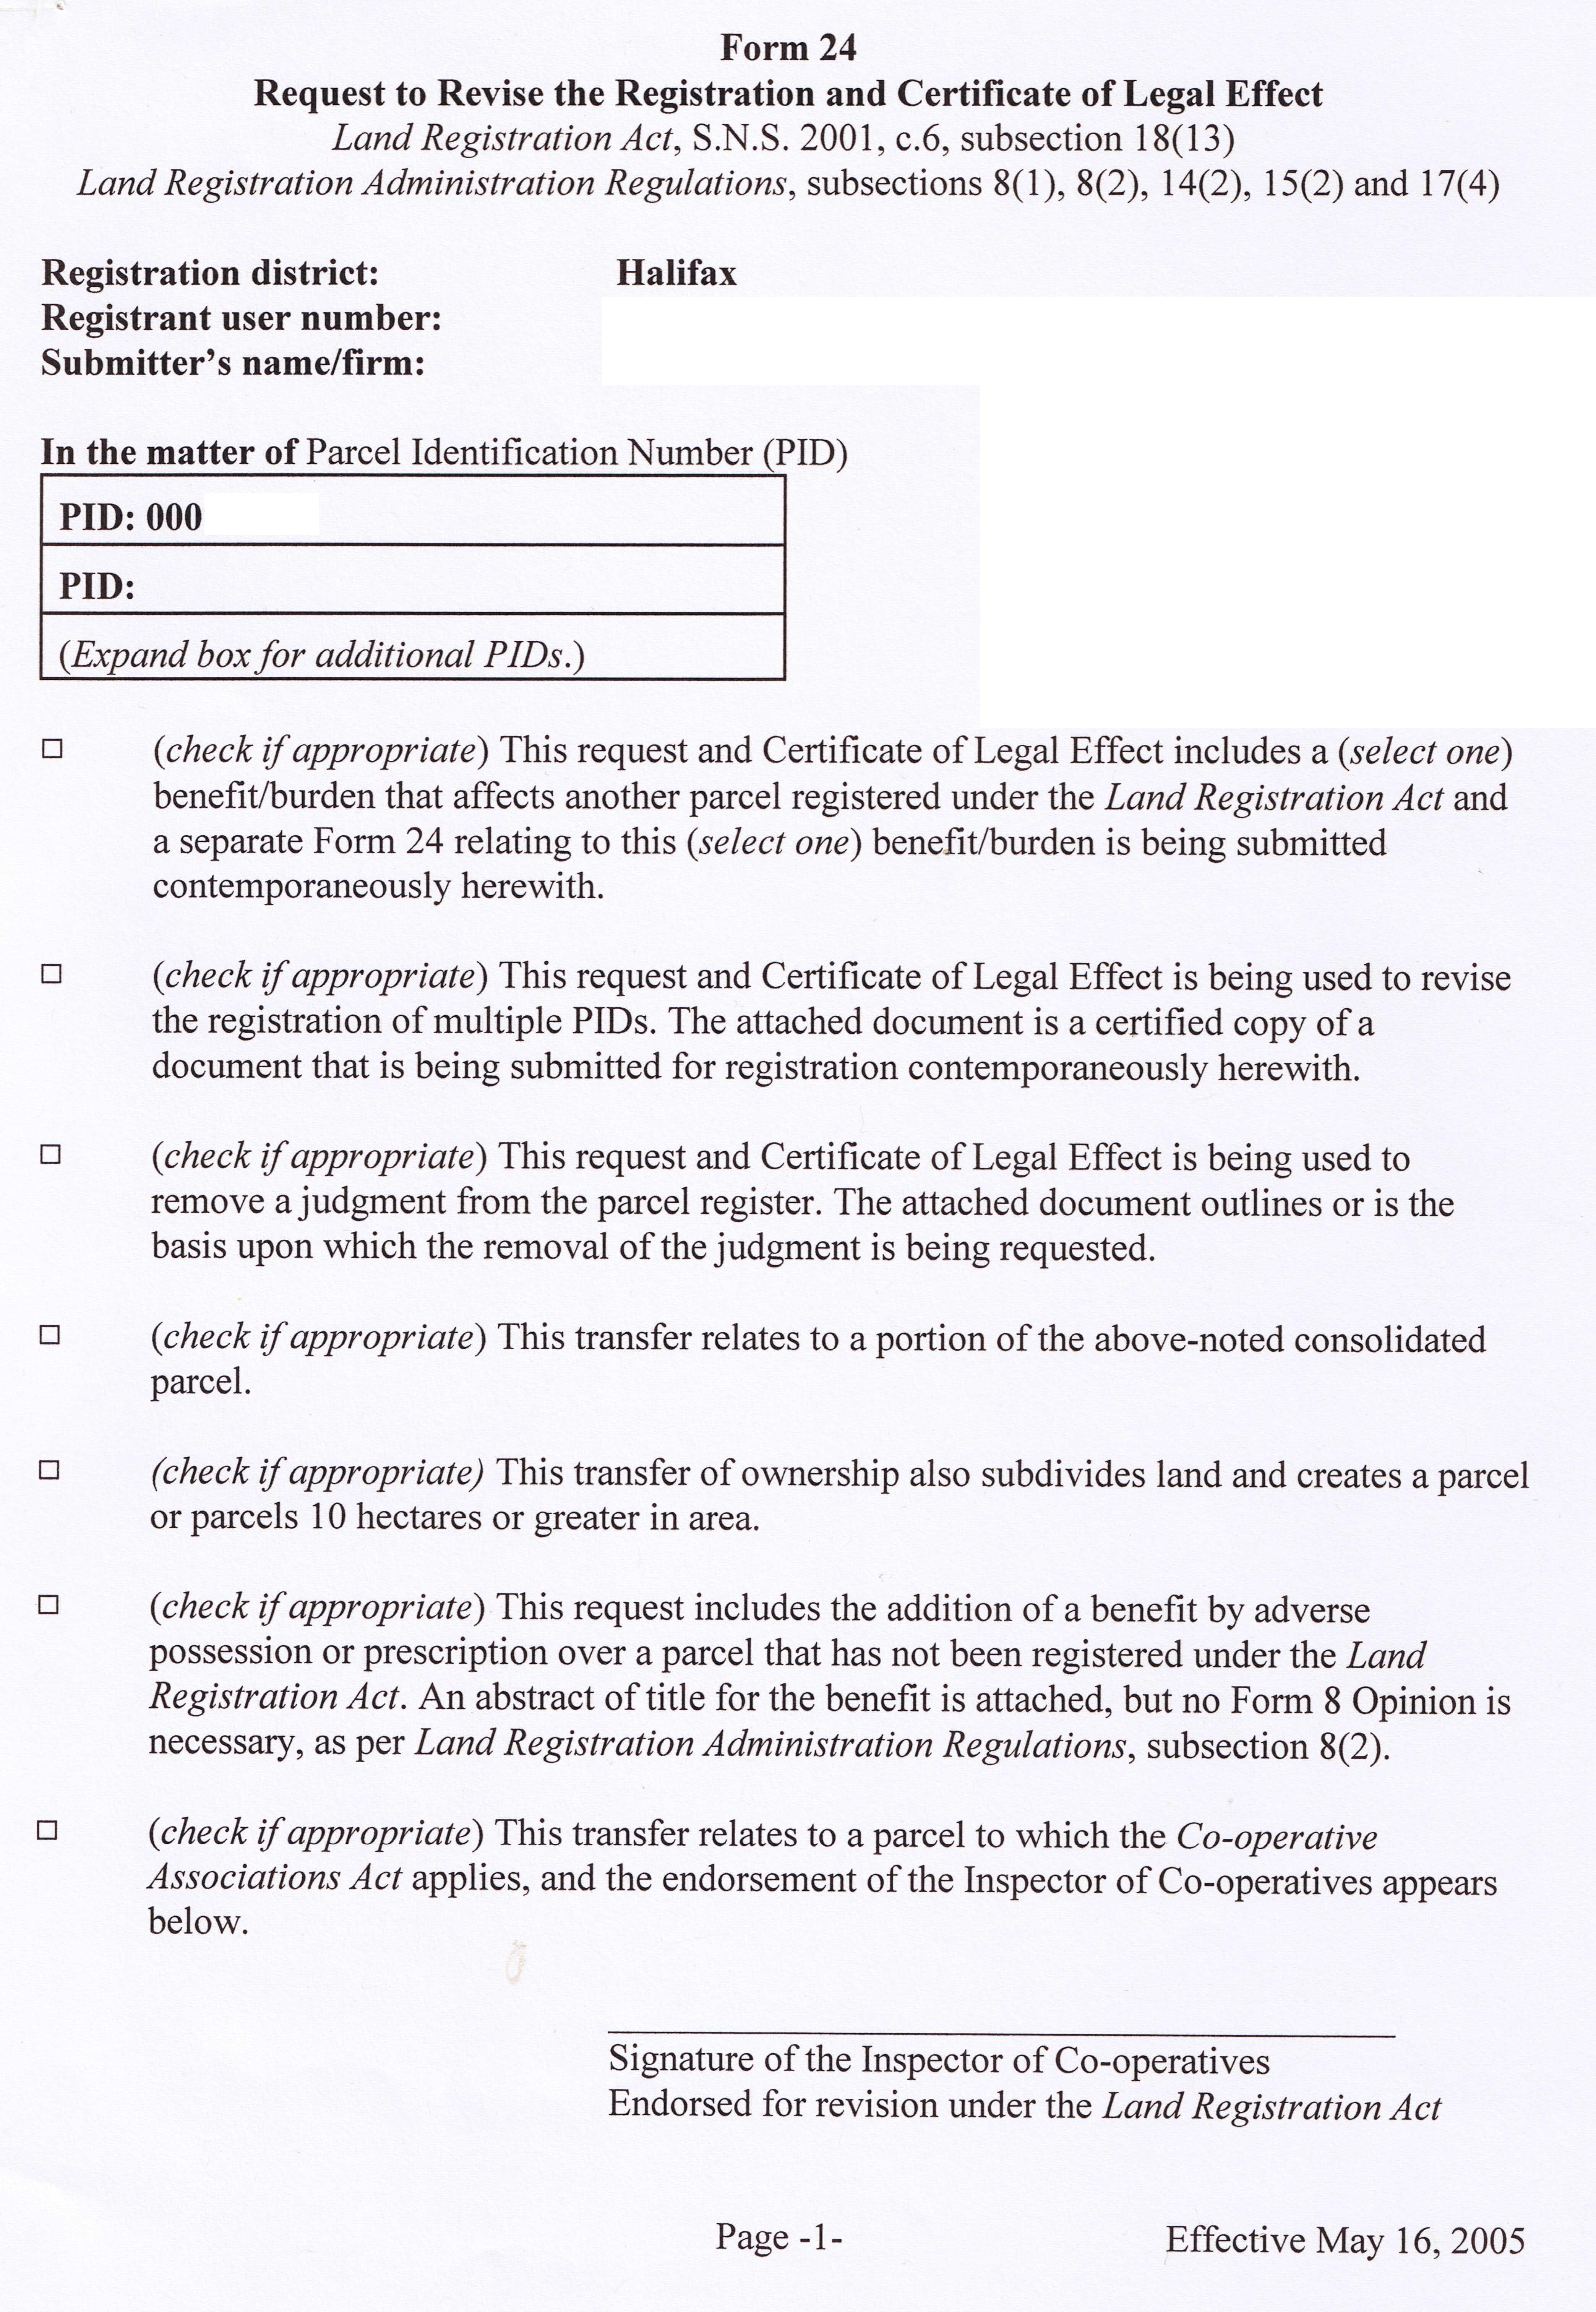 Form 24
Request to Revise the Registration and Certificate of Legal Effect
Land Registration Act, S.N.S. 2001, c.6, subsection 18(13)
Land Registration Administration Regulations, subsections 8(1), 8(2), 14(2), 15(2) and 17(4)
Registration district: Halifax
Registrant user number:
Submitter's name/firm:
In the matter of Parcel Identification Number (PID)
PID: 000
PID:
(Expand box for additional PIDs.)
☐ (check if appropriate) This request and Certificate of Legal Effect includes a (select one)
benefit/burden that affects another parcel registered under the Land Registration Act and
a separate Form 24 relating to this (select one) benefit/burden is being submitted
contemporaneously herewith.
☐ (check if appropriate) This request and Certificate of Legal Effect is being used to revise
the registration of multiple PIDs. The attached document is a certified copy of a
document that is being submitted for registration contemporaneously herewith.
☐ (check if appropriate) This request and Certificate of Legal Effect is being used to
remove a judgment from the parcel register. The attached document outlines or is the
basis upon which the removal of the judgment is being requested.
☐ (check if appropriate) This transfer relates to a portion of the above-noted consolidated
parcel.
☐ (check if appropriate) This transfer of ownership also subdivides land and creates a parcel
or parcels 10 hectares or greater in area.
☐ (check if appropriate) This request includes the addition of a benefit by adverse
possession or prescription over a parcel that has not been registered under the Land
Registration Act. An abstract of title for the benefit is attached, but no Form 8 Opinion is
necessary, as per Land Registration Administration Regulations, subsection 8(2).
☐ (check if appropriate) This transfer relates to a parcel to which the Co-operative
Associations Act applies, and the endorsement of the Inspector of Co-operatives appears
below.
Signature of the Inspector of Co-operatives
Endorsed for revision under the Land Registration Act
Page -1- Effective May 16, 2005